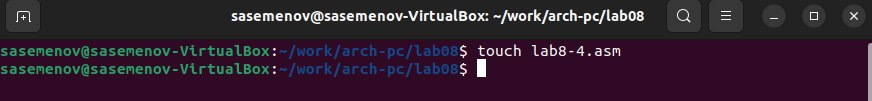 sasemenov@sasemenov-VirtualBox: ~/work/arch-pc/lab08
sasemenov@sasemenov-VirtualBox:~/work/arch-pc/lab08$ touch lab8-4.asm
sasemenov@sasemenov-VirtualBox:~/work/arch-pc/lab08$